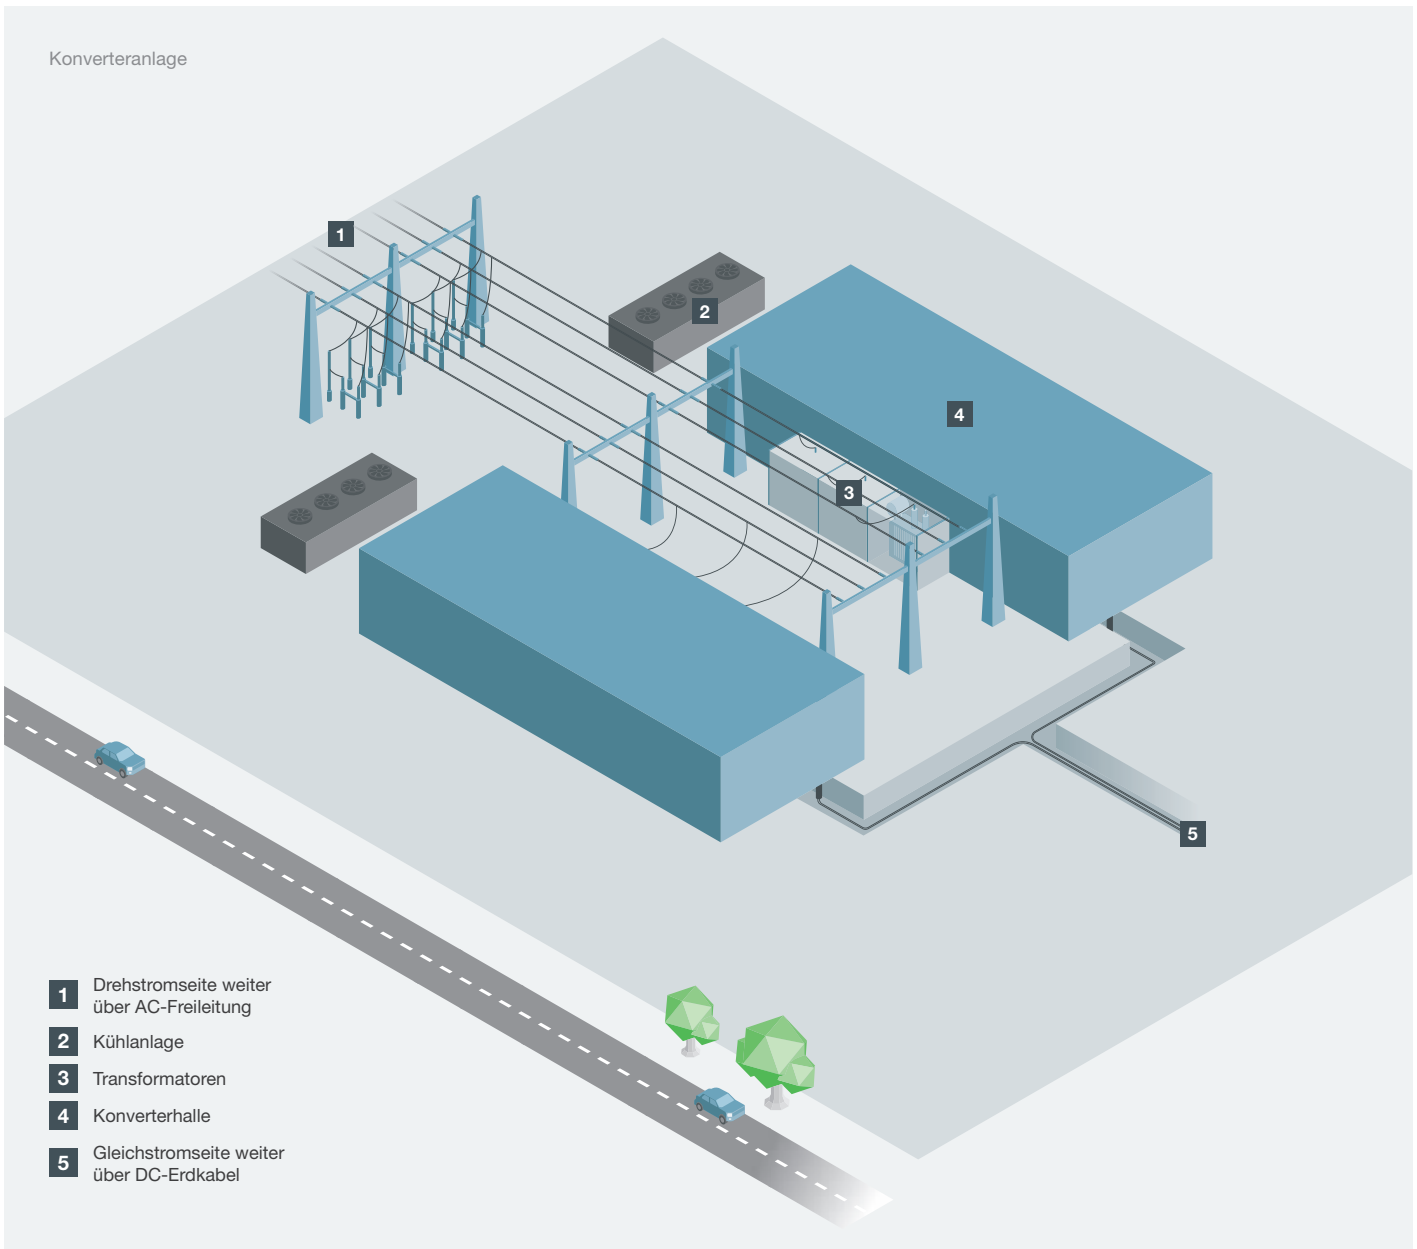 Konverteranlage
1
2
4
3
5
1 Drehstromseite weiter
über AC-Freileitung
2 Kühlanlage
3 Transformatoren
4 Konverterhalle
5 Gleichstromseite weiter
über DC-Erdkabel